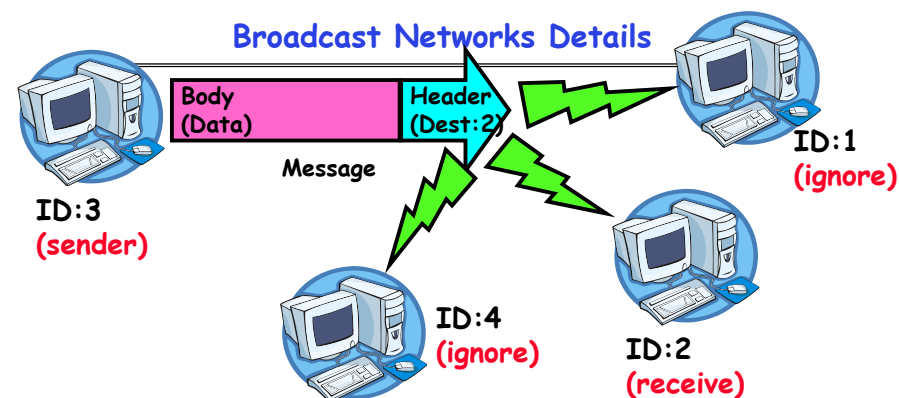 Broadcast Networks Details
Body
(Data)
Header
(Dest:2)
Message
ID:3
(sender)
ID:1
(ignore)
ID:4
(ignore)
ID:2
(receive)